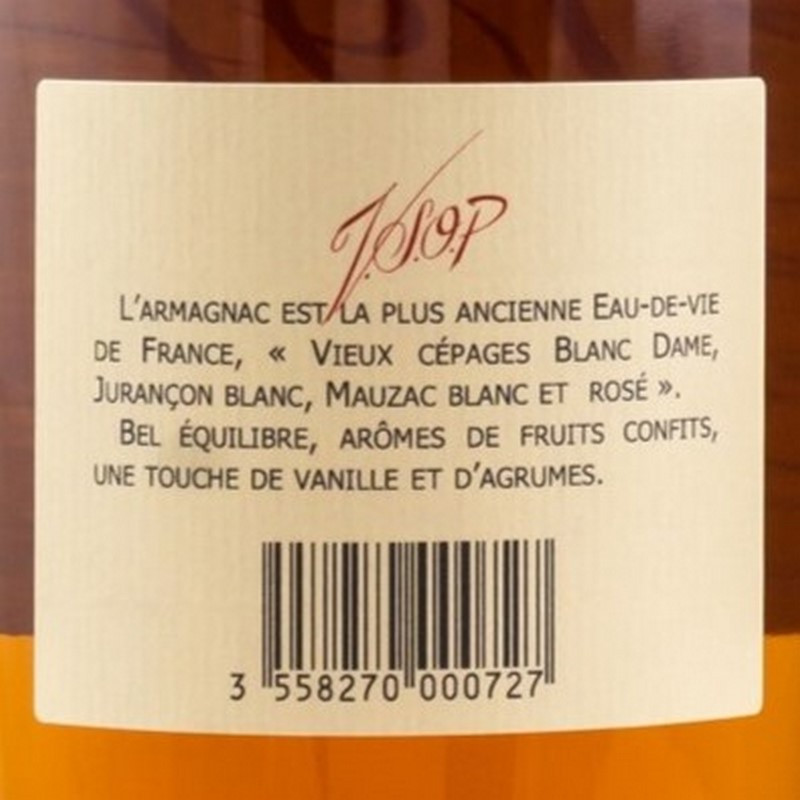 V.S.O.P
L'ARMAGNAC EST LA PLUS ANCIENNE EAU-DE-VIE
DE FRANCE, « VIEUX CÉPAGES BLANC DAME,
JURANÇON BLANC, MAUZAC BLANC ET ROSÉ ».
BEL ÉQUILIBRE, ARÔMES DE FRUITS CONFITS,
UNE TOUCHE DE VANILLE ET D'AGRUMES.
3 558270 000727